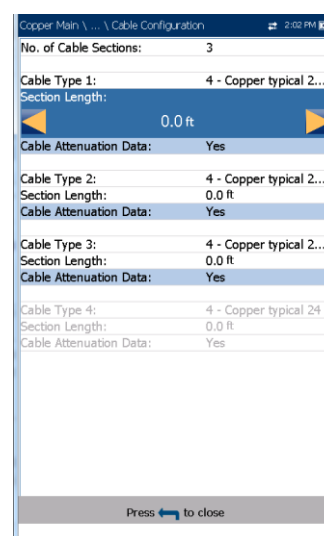 Copper Main \ ... \ Cable Configuration 2:02 PM
No. of Cable Sections: 3
Cable Type 1: 4 - Copper typical 2...
Section Length:
0.0 ft
Cable Attenuation Data: Yes
Cable Type 2: 4 - Copper typical 2...
Section Length: 0.0 ft
Cable Attenuation Data: Yes
Cable Type 3: 4 - Copper typical 2...
Section Length: 0.0 ft
Cable Attenuation Data: Yes
Cable Type 4: 4 - Copper typical 24
Section Length: 0.0 ft
Cable Attenuation Data: Yes
Press to close